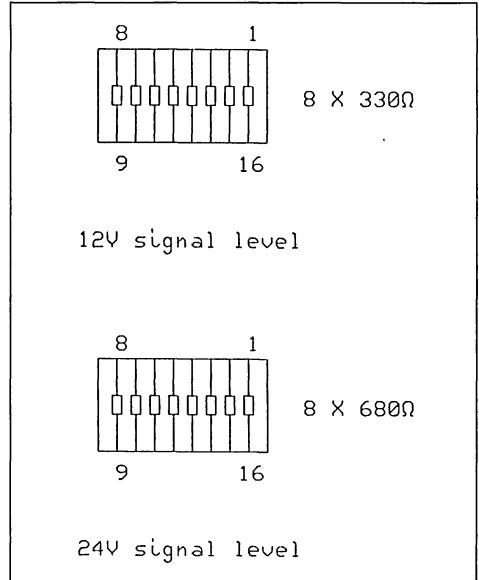 8 1
8 X 330Ω
9 16
12V signal level
8 1
8 X 680Ω
9 16
24V signal level